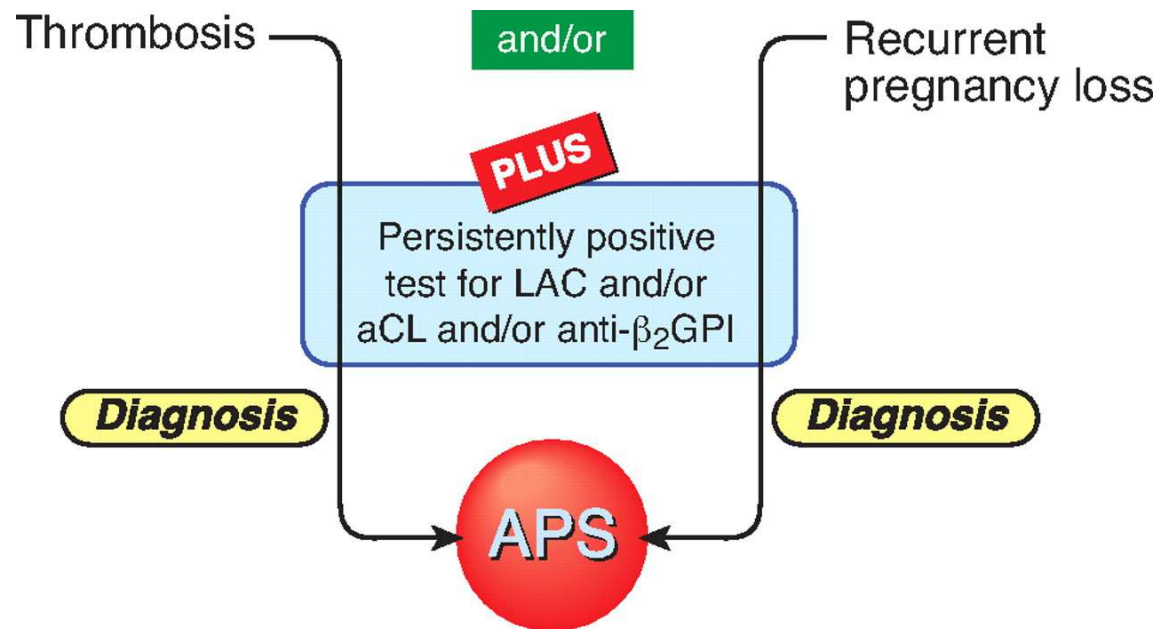 Thrombosis
and/or
Recurrent
pregnancy loss
PLUS
Persistently positive
test for LAC and/or
aCL and/or anti-β₂GPI
Diagnosis
Diagnosis
APS